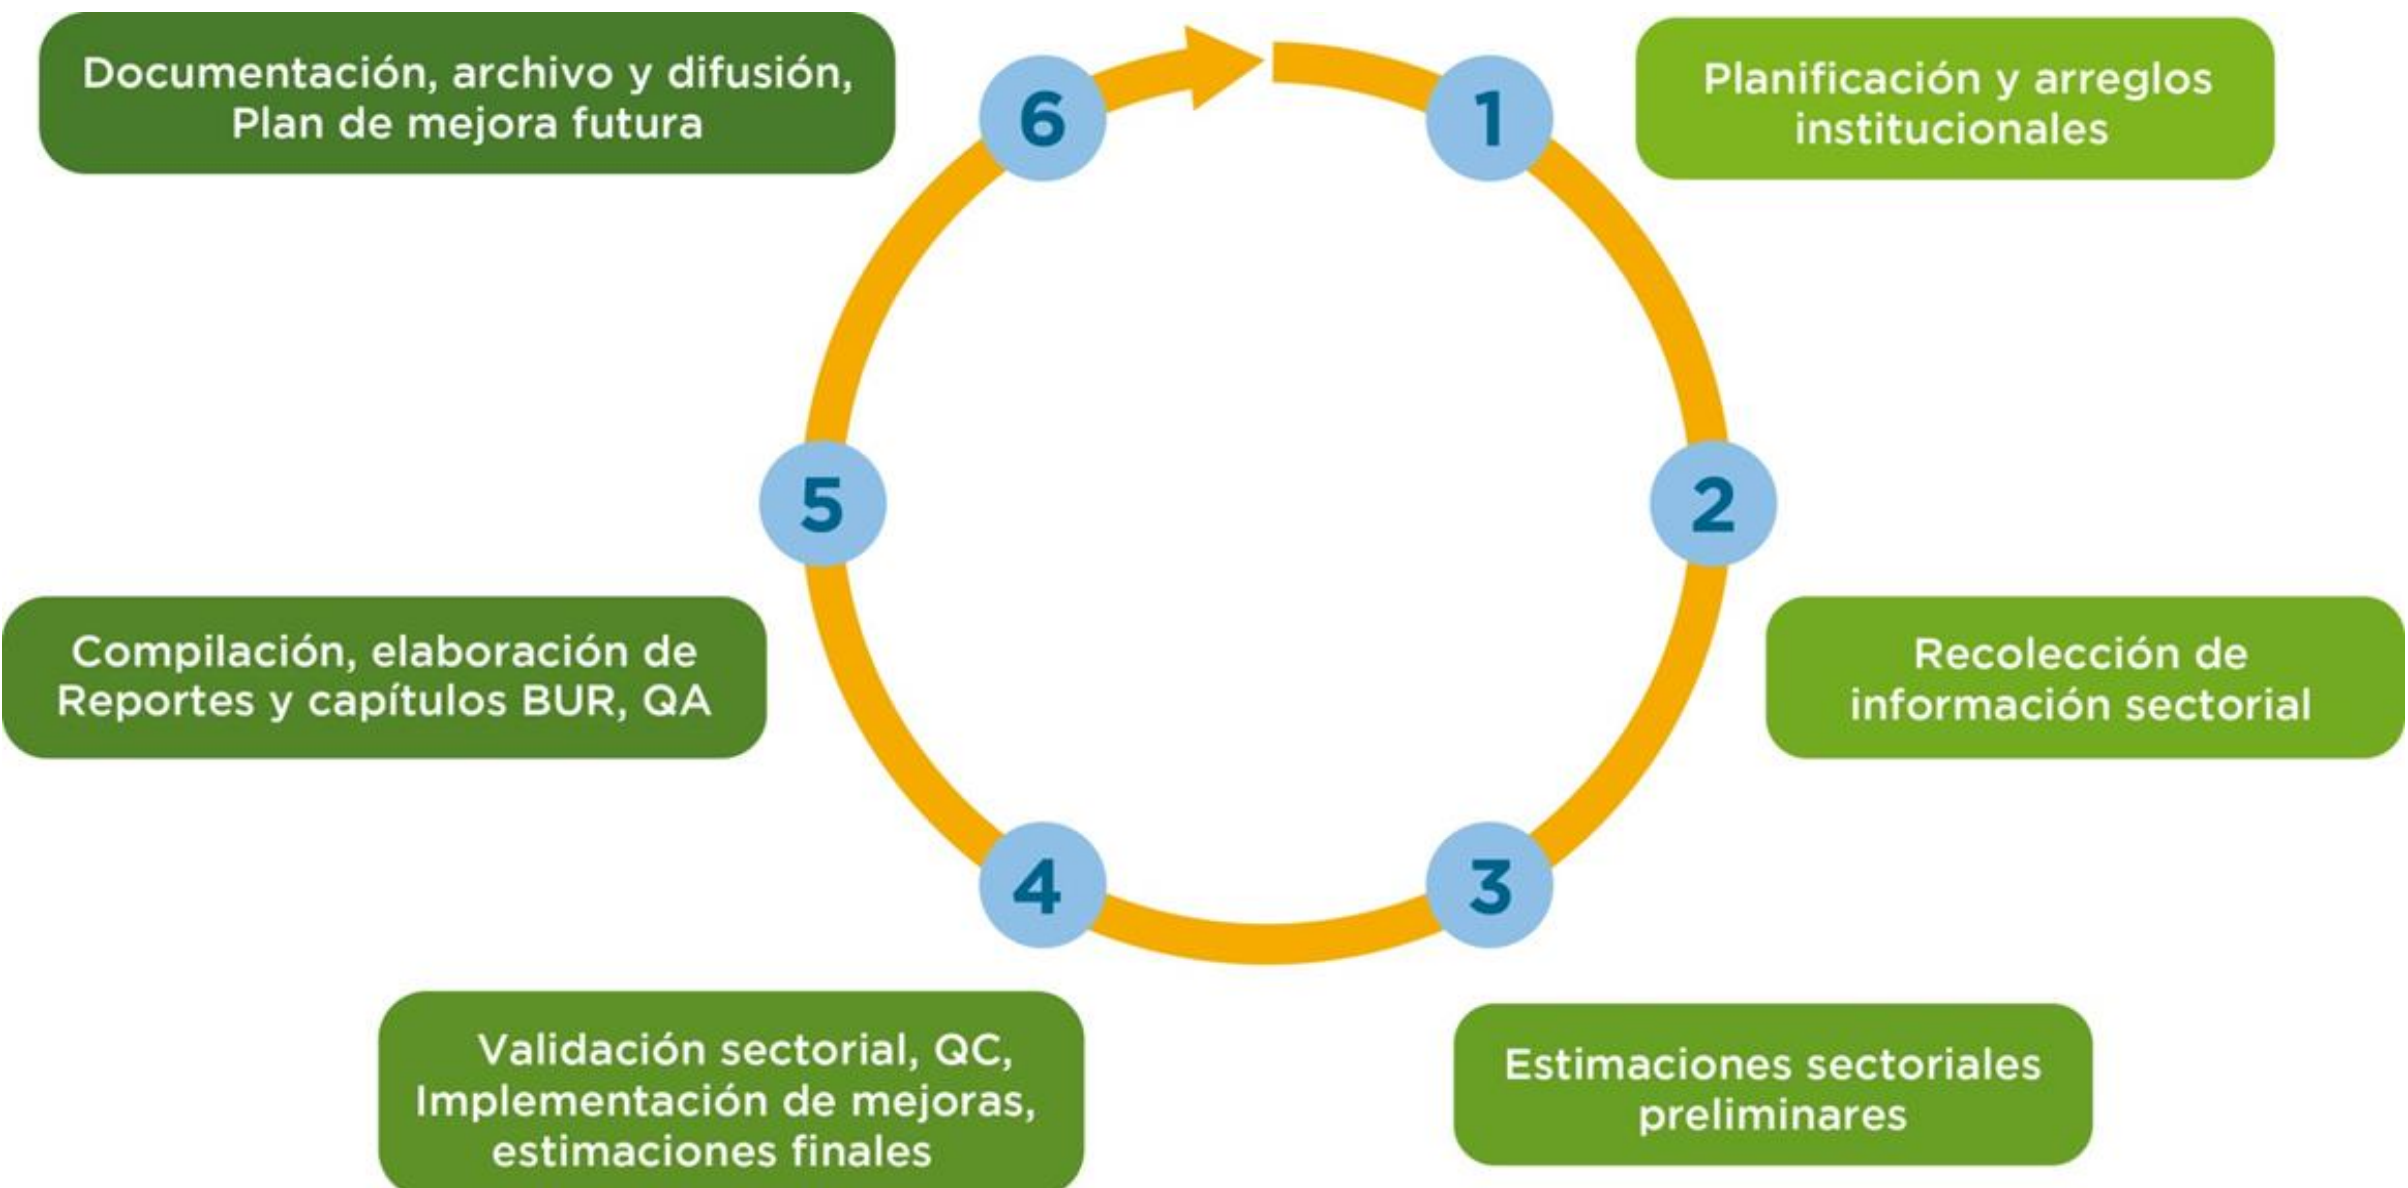 1
Planificación y arreglos
institucionales
2
Recolección de
información sectorial
3
Estimaciones sectoriales
preliminares
4
Validación sectorial, QC,
Implementación de mejoras,
estimaciones finales
5
Compilación, elaboración de
Reportes y capítulos BUR, QA
6
Documentación, archivo y difusión,
Plan de mejora futura